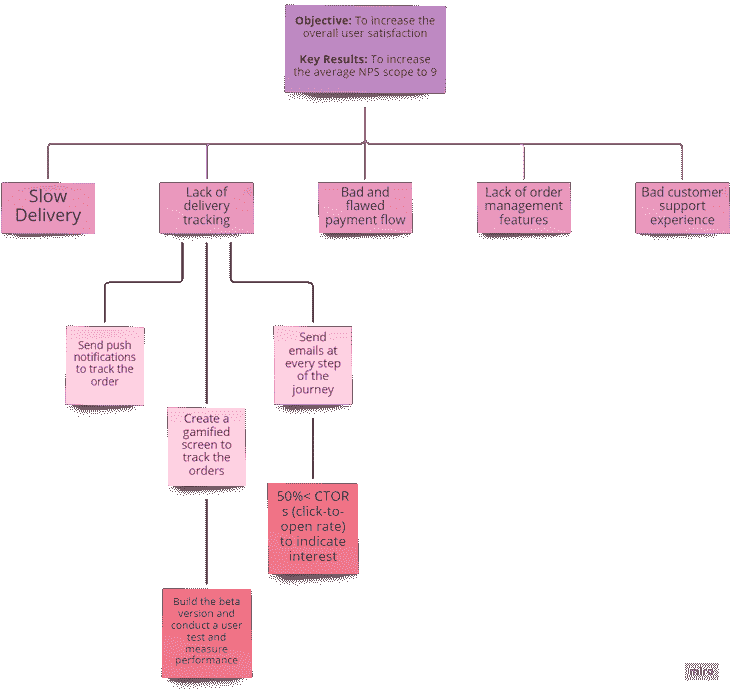 Objective: To increase the
overall user satisfaction
Key Results: To increase
the average NPS scope to 9
Slow
Delivery
Lack of
delivery
tracking
Bad and
flawed
payment flow
Lack of order
management
features
Bad customer
support
experience
Send push
notifications
to track the
order
Send
emails at
every step
of the
journey
Create a
gamified
screen to
track the
orders
50%< CTOR
s (click-to-
open rate)
to indicate
interest
Build the beta
version and
conduct a user
test and
measure
performance
miro